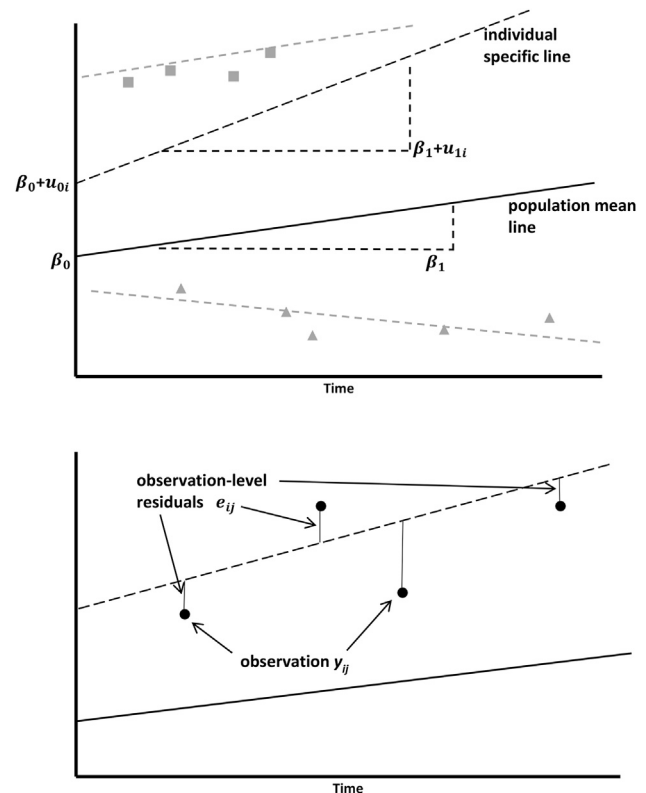 individual
specific line
β₁+u₁ᵢ
β₀+u₀ᵢ
population mean
line
β₀
β₁
Time
observation-level
residuals eᵢⱼ
observation yᵢⱼ
Time